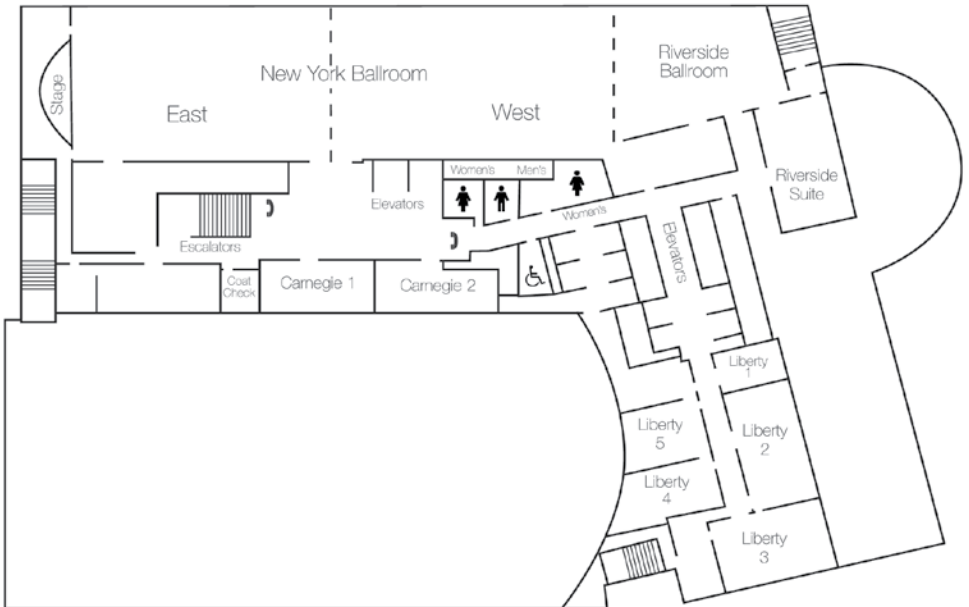 Riverside
Ballroom
New York Ballroom
Stage
East
West
Women's
Men's
Elevators
Riverside
Suite
Women's
Escalators
Elevators
Coat
Check
Carnegie 1
Carnegie 2
Liberty
1
Liberty
5
Liberty
2
Liberty
4
Liberty
3